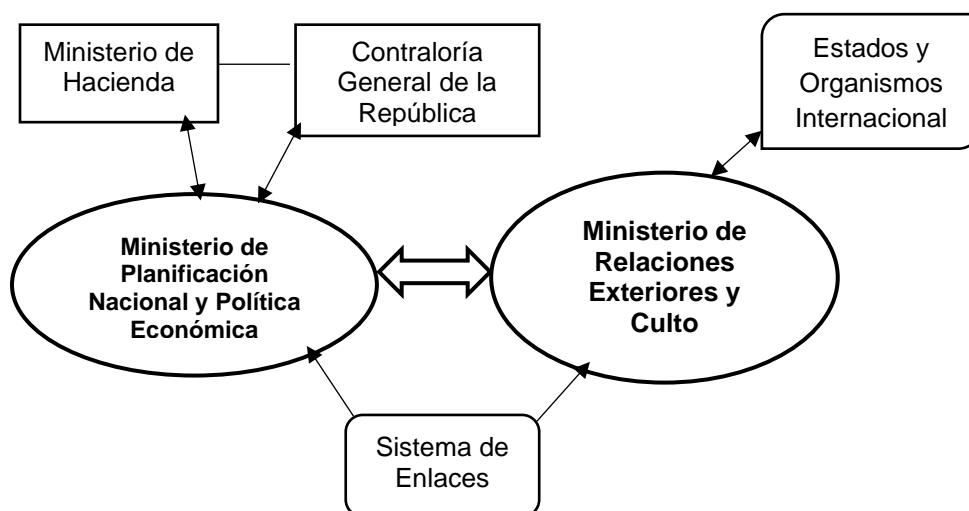 Ministerio de
Hacienda
Contraloría
General de la
República
Estados y
Organismos
Internacional
Ministerio de
Planificación
Nacional y Política
Económica
Ministerio de
Relaciones
Exteriores y
Culto
Sistema de
Enlaces